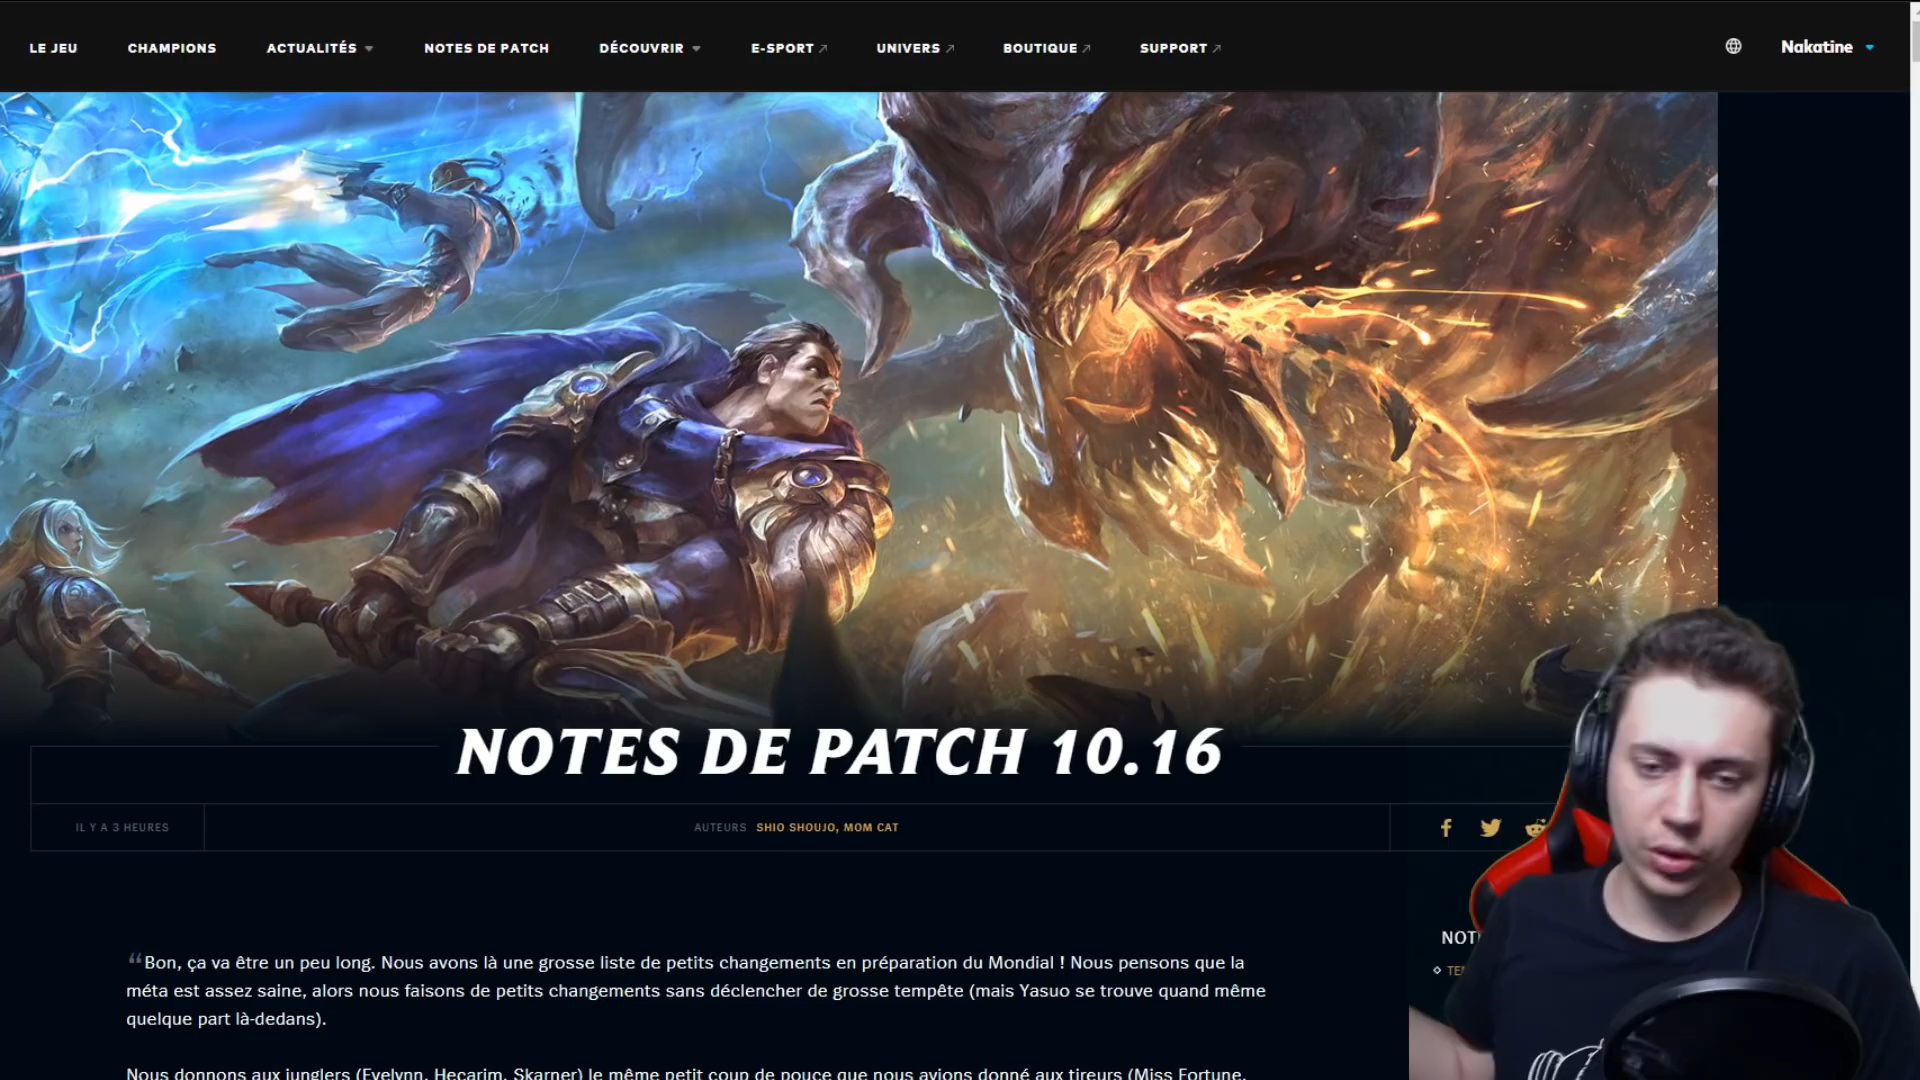 LE JEU CHAMPIONS ACTUALITÉS NOTES DE PATCH DÉCOUVRIR E-SPORT UNIVERS BOUTIQUE SUPPORT Nakatine
NOTES DE PATCH 10.16
IL Y A 3 HEURES AUTEURS SHIO SHOUJO, MOM CAT
NOT
TE
“Bon, ça va être un peu long. Nous avons là une grosse liste de petits changements en préparation du Mondial ! Nous pensons que la
méta est assez saine, alors nous faisons de petits changements sans déclencher de grosse tempête (mais Yasuo se trouve quand même
quelque part là-dedans).
Nous donnons aux junglers (Evelynn, Hecarim, Skarner) le même petit coup de pouce que nous avions donné aux tireurs (Miss Fortune,